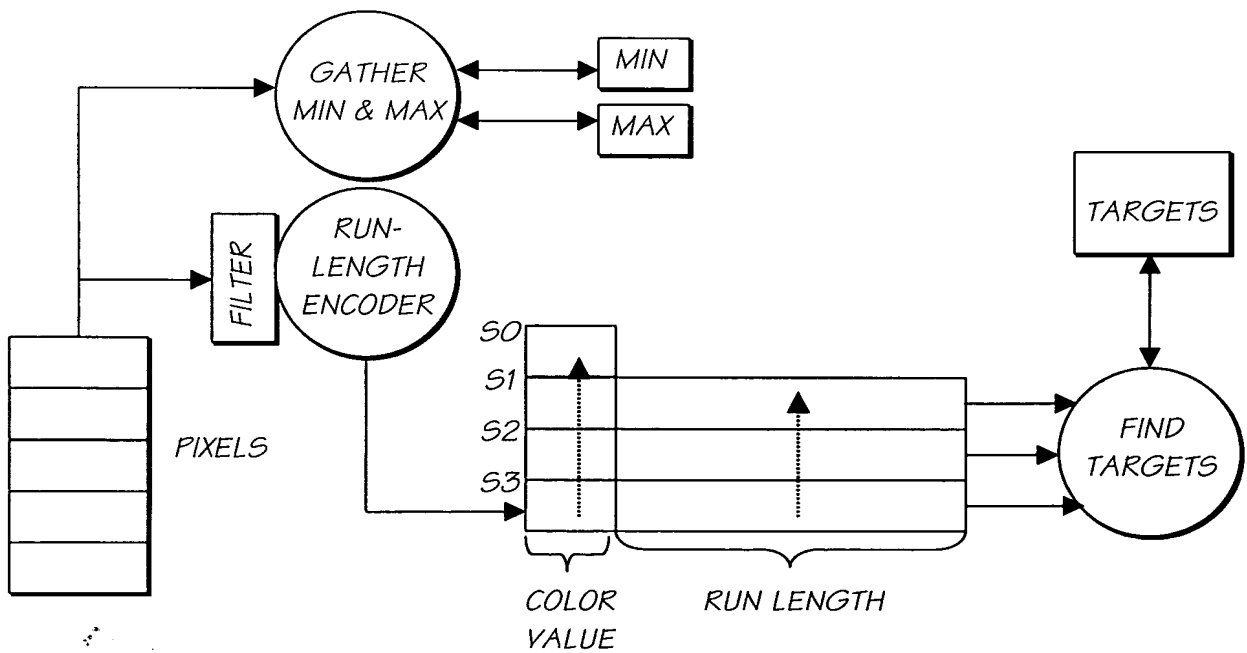 GATHER
MIN & MAX
MIN
MAX
TARGETS
FILTER
RUN-
LENGTH
ENCODER
S0
S1
S2
S3
PIXELS
FIND
TARGETS
COLOR
VALUE
RUN LENGTH